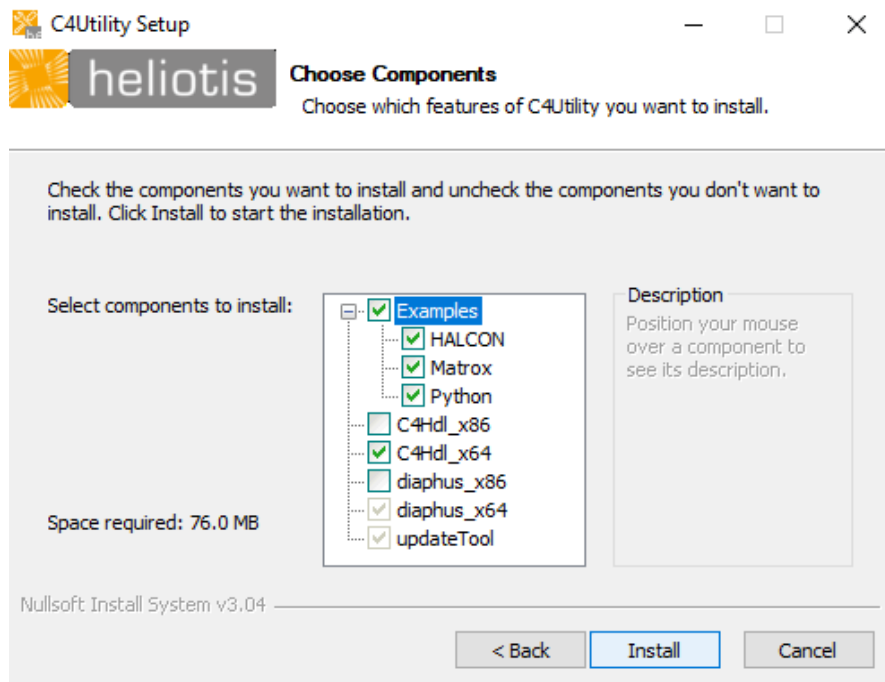 C4Utility Setup
heliotis
Choose Components
Choose which features of C4Utility you want to install.
Check the components you want to install and uncheck the components you don't want to
install. Click Install to start the installation.
Select components to install:
Examples
HALCON
Matrox
Python
C4Hdl_x86
C4Hdl_x64
diaphus_x86
diaphus_x64
updateTool
Space required: 76.0 MB
Description
Position your mouse
over a component to
see its description.
Nullsoft Install System v3.04
< Back
Install
Cancel